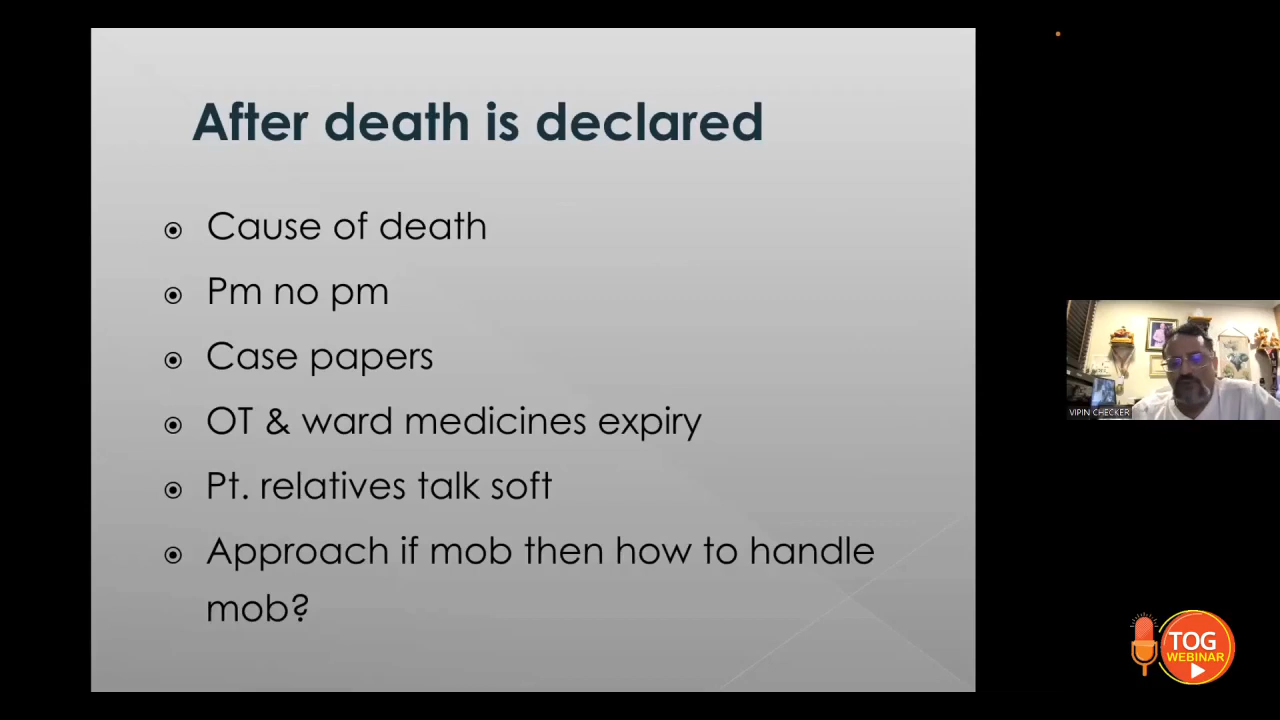 After death is declared
Cause of death
Pm no pm
Case papers
OT & ward medicines expiry
Pt. relatives talk soft
Approach if mob then how to handle
mob?
VIPIN CHECKER
TOG
WEBINAR